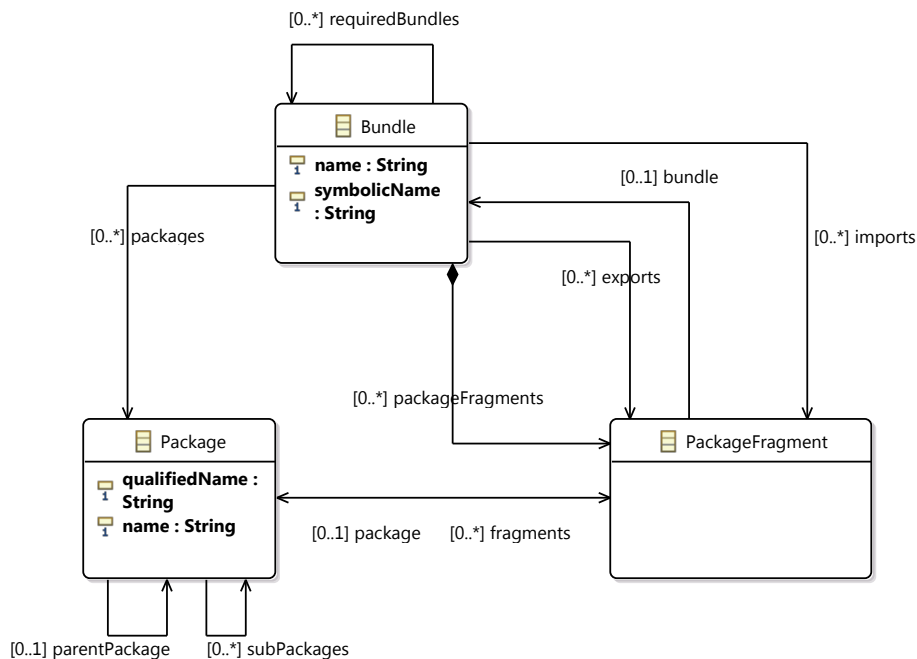 [0..*] requiredBundles
Bundle
name : String
symbolicName
: String
[0..1] bundle
[0..*] packages
[0..*] imports
[0..*] exports
[0..*] packageFragments
Package
qualifiedName :
String
name : String
PackageFragment
[0..1] package
[0..*] fragments
[0..1] parentPackage
[0..*] subPackages